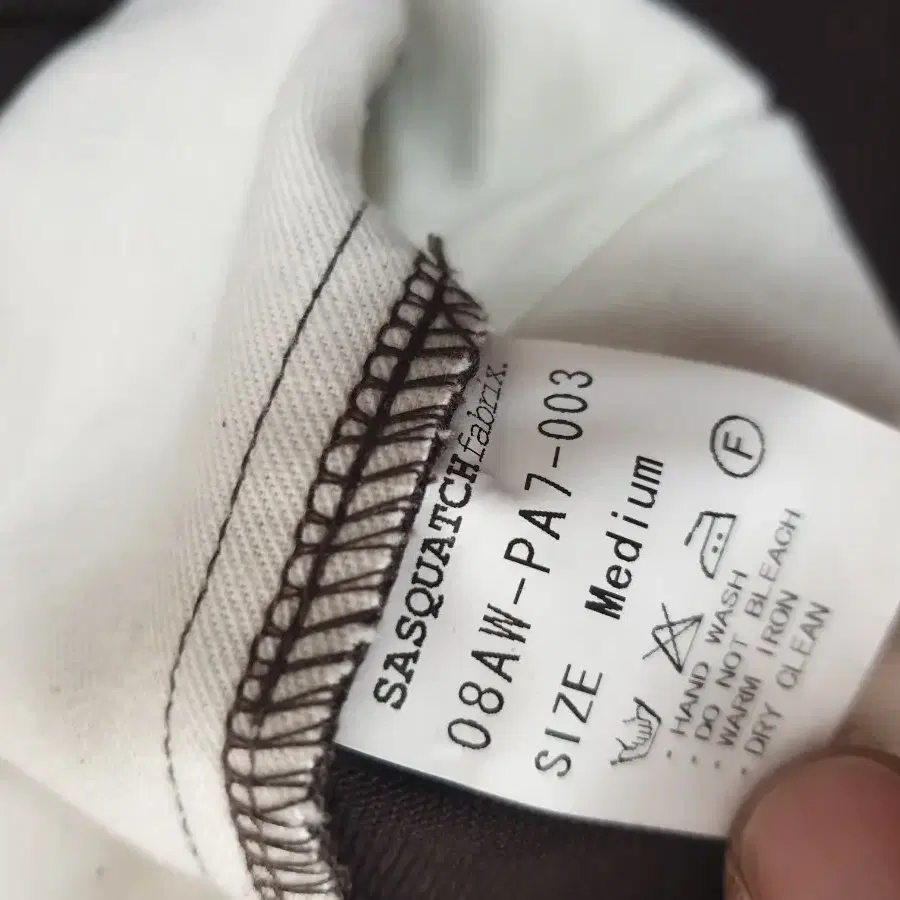 SASQUATCHfabrix.
08AW-PA7-003
SIZE Medium
F
· HAND WASH
· DO NOT BLEACH
· WARM IRON
· DRY CLEAN